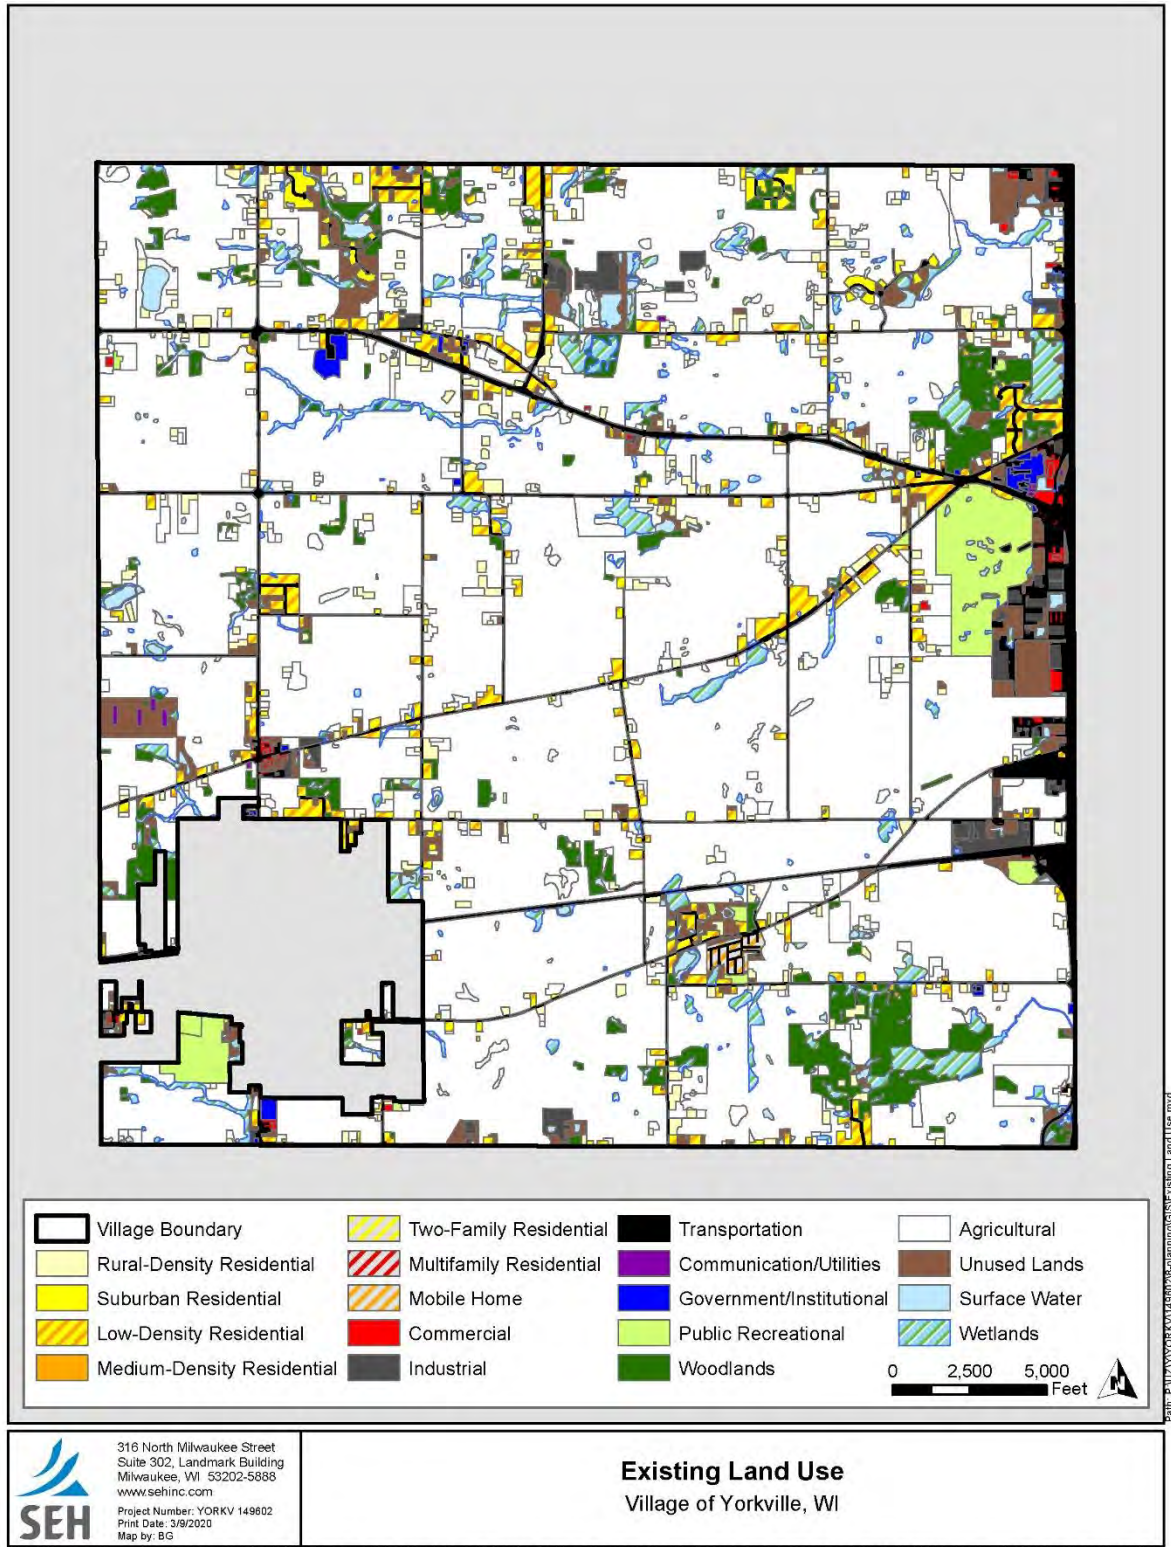 Village Boundary
Rural-Density Residential
Suburban Residential
Low-Density Residential
Medium-Density Residential
Two-Family Residential
Multifamily Residential
Mobile Home
Commercial
Industrial
Transportation
Communication/Utilities
Government/Institutional
Public Recreational
Woodlands
Agricultural
Unused Lands
Surface Water
Wetlands
0 2,500 5,000
Feet
N
SEH
316 North Milwaukee Street
Suite 302, Landmark Building
Milwaukee, WI 53202-5888
www.sehinc.com
Project Number: YORKV 149602
Print Date: 3/9/2020
Map by: BG
Existing Land Use
Village of Yorkville, WI